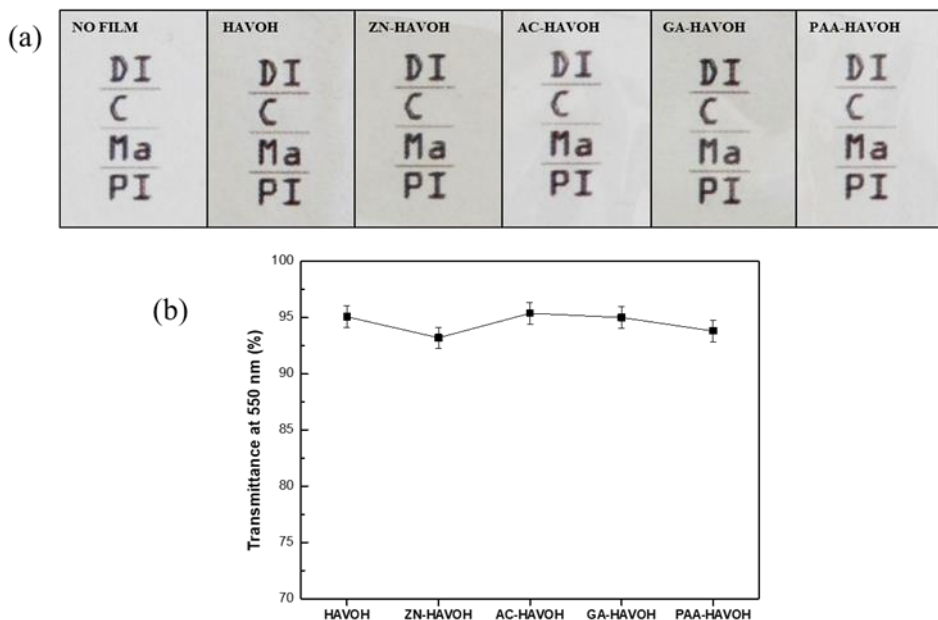 (a)
NO FILM
DI
C
Ma
PI
HAVOH
DI
C
Ma
PI
ZN-HAVOH
DI
C
Ma
PI
AC-HAVOH
DI
C
Ma
PI
GA-HAVOH
DI
C
Ma
PI
PAA-HAVOH
DI
C
Ma
PI
(b)
Transmittance at 550 nm (%)
100
95
90
85
80
75
70
HAVOH ZN-HAVOH AC-HAVOH GA-HAVOH PAA-HAVOH